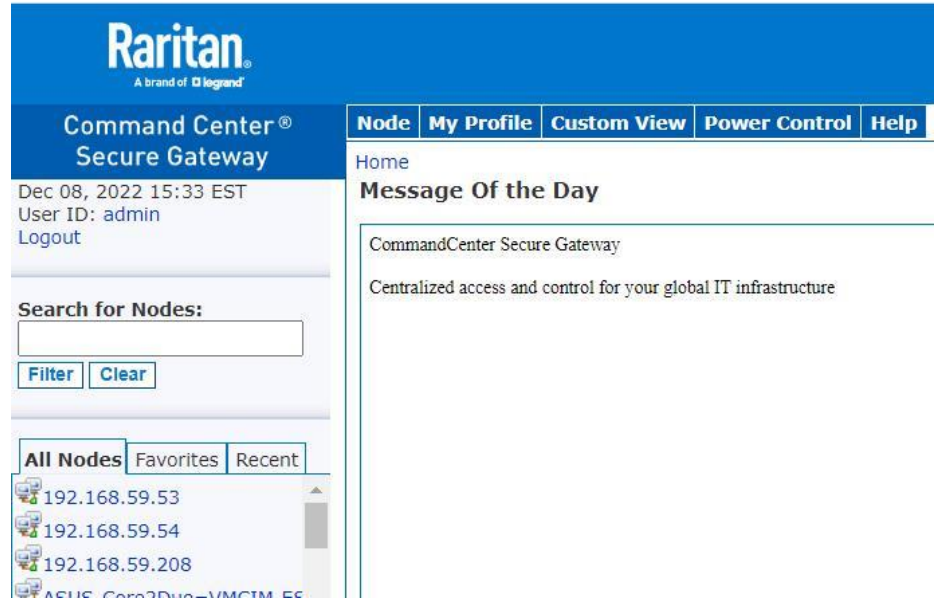 Raritan®
A brand of legrand®
Command Center®
Secure Gateway
Node My Profile Custom View Power Control Help
Dec 08, 2022 15:33 EST
User ID: admin
Logout
Home
Message Of the Day
CommandCenter Secure Gateway
Centralized access and control for your global IT infrastructure
Search for Nodes:
Filter Clear
All Nodes Favorites Recent
192.168.59.53
192.168.59.54
192.168.59.208
ASUS Core2Duo=VMCIM